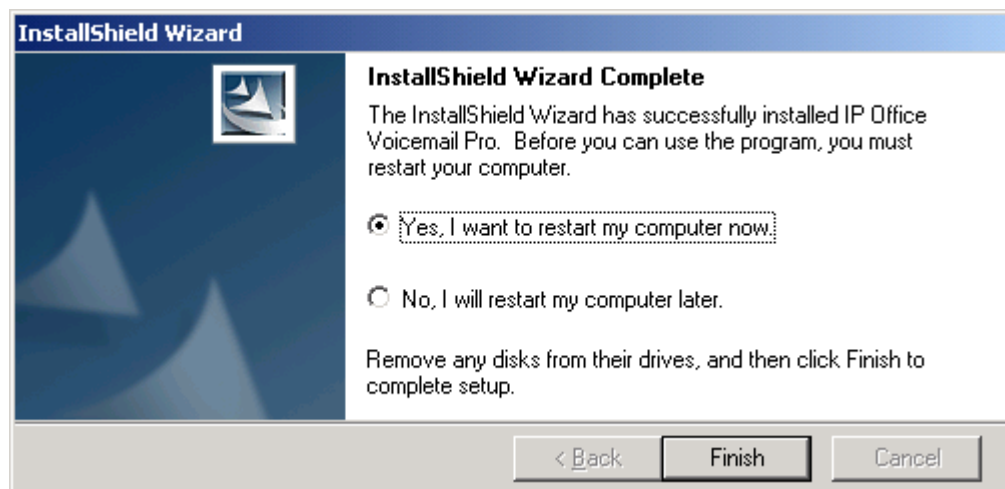 InstallShield Wizard
InstallShield Wizard Complete
The InstallShield Wizard has successfully installed IP Office
Voicemail Pro.  Before you can use the program, you must
restart your computer.
Yes, I want to restart my computer now.
No, I will restart my computer later.
Remove any disks from their drives, and then click Finish to
complete setup.
< Back
Finish
Cancel